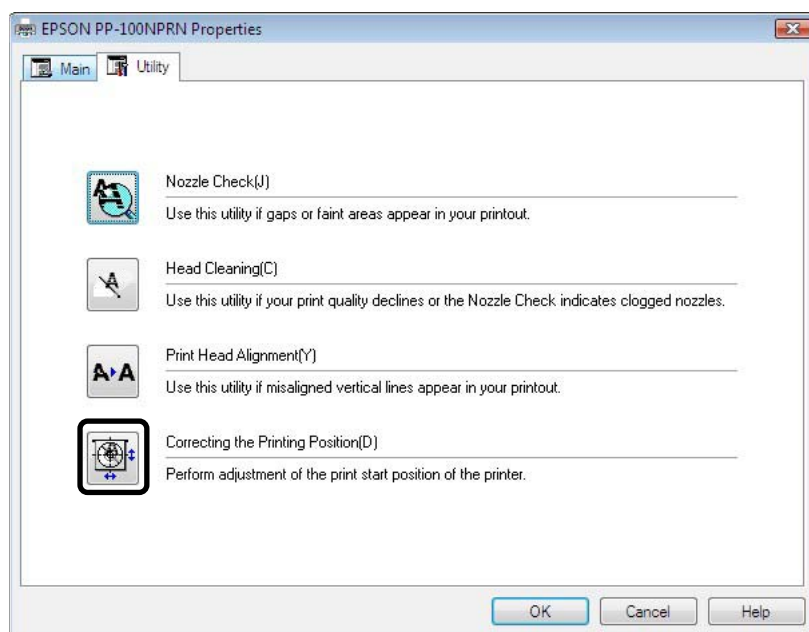 EPSON PP-100NPRN Properties
Main Utility
Nozzle Check(J)
Use this utility if gaps or faint areas appear in your printout.
Head Cleaning(C)
Use this utility if your print quality declines or the Nozzle Check indicates clogged nozzles.
Print Head Alignment(Y)
Use this utility if misaligned vertical lines appear in your printout.
Correcting the Printing Position(D)
Perform adjustment of the print start position of the printer.
OK Cancel Help